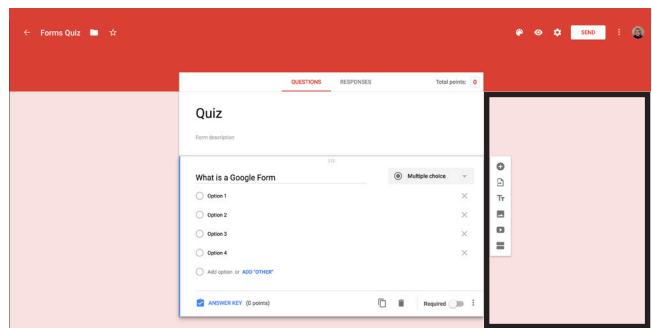 Forms Quiz
SEND
QUESTIONS RESPONSES Total points: 0
Quiz
Form description
What is a Google Form Multiple choice
Option 1
Option 2
Option 3
Tт
Option 4
Add option or ADD "OTHER"
ANSWER KEY (0 points) Required